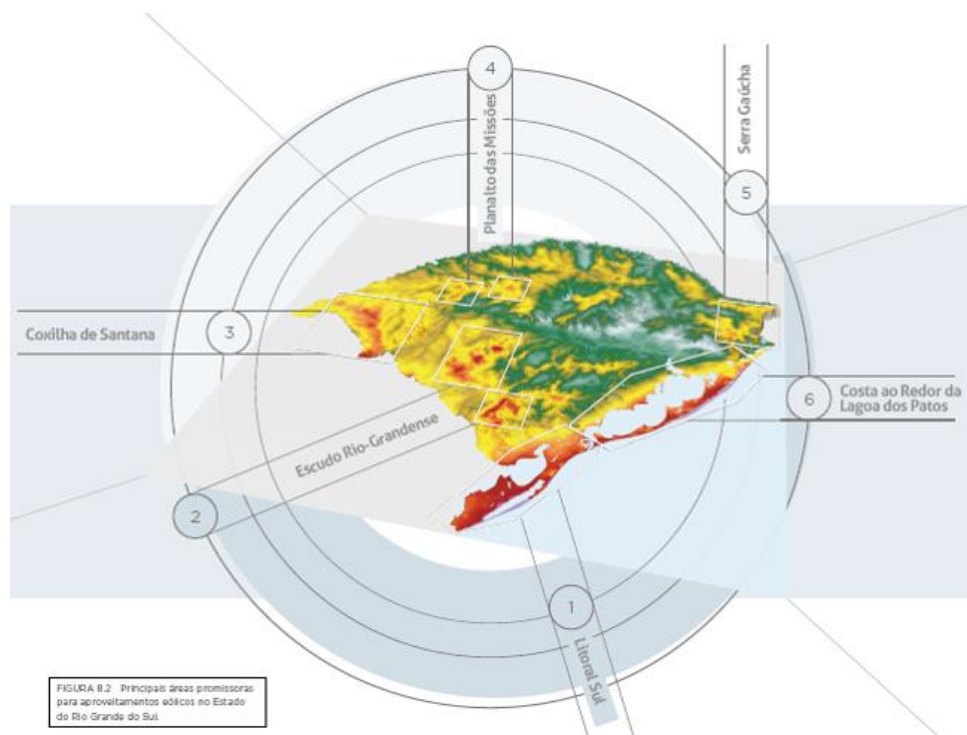 4
Planalto das Missões
Serra Gaúcha
5
Coxilha de Santana
3
6
Costa ao Redor da
Lagoa dos Patos
Escudo Rio-Grandense
2
1
Litoral Sul
FIGURA 8.2 Principais áreas promissoras
para aproveitamentos eólicos no Estado
do Rio Grande do Sul.